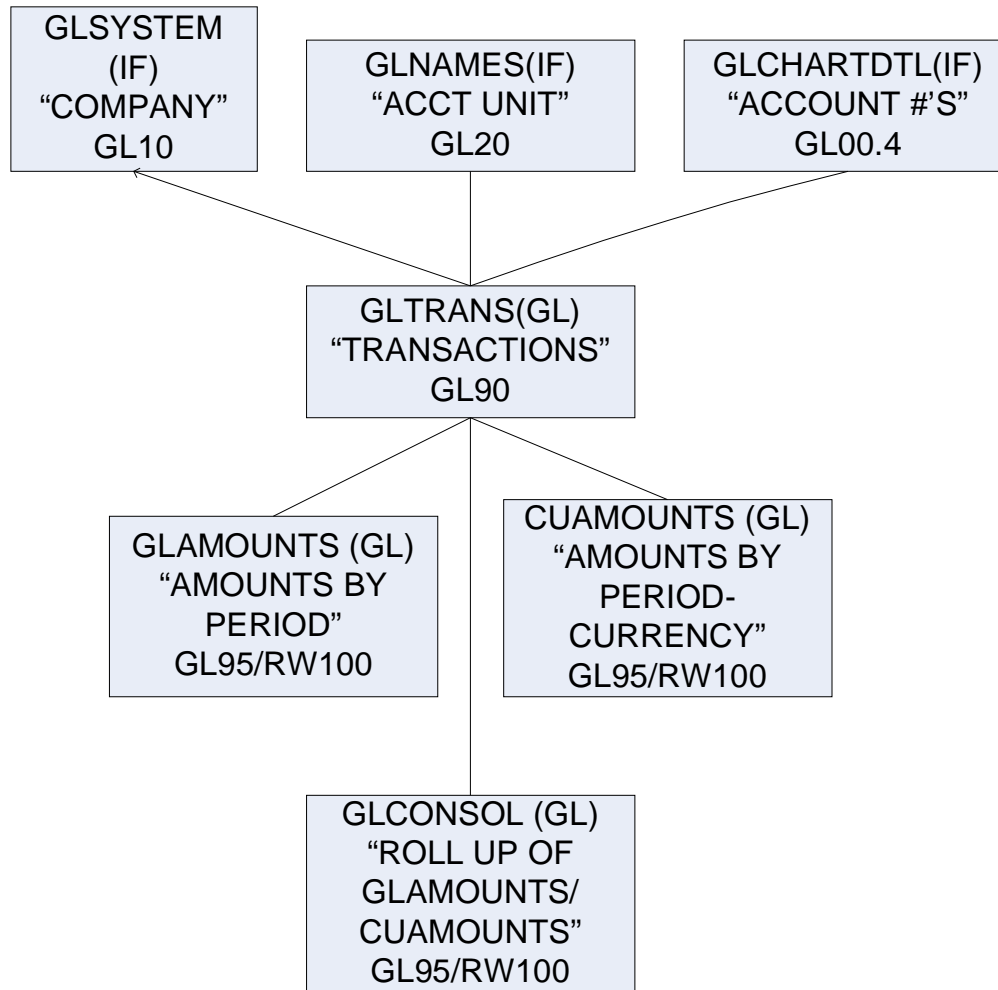 GLSYSTEM
(IF)
“COMPANY”
GL10
GLNAMES(IF)
“ACCT UNIT”
GL20
GLCHARTDTL(IF)
“ACCOUNT #’S”
GL00.4
GLTRANS(GL)
“TRANSACTIONS”
GL90
GLAMOUNTS (GL)
“AMOUNTS BY
PERIOD”
GL95/RW100
CUAMOUNTS (GL)
“AMOUNTS BY
PERIOD-
CURRENCY”
GL95/RW100
GLCONSOL (GL)
“ROLL UP OF
GLAMOUNTS/
CUAMOUNTS”
GL95/RW100